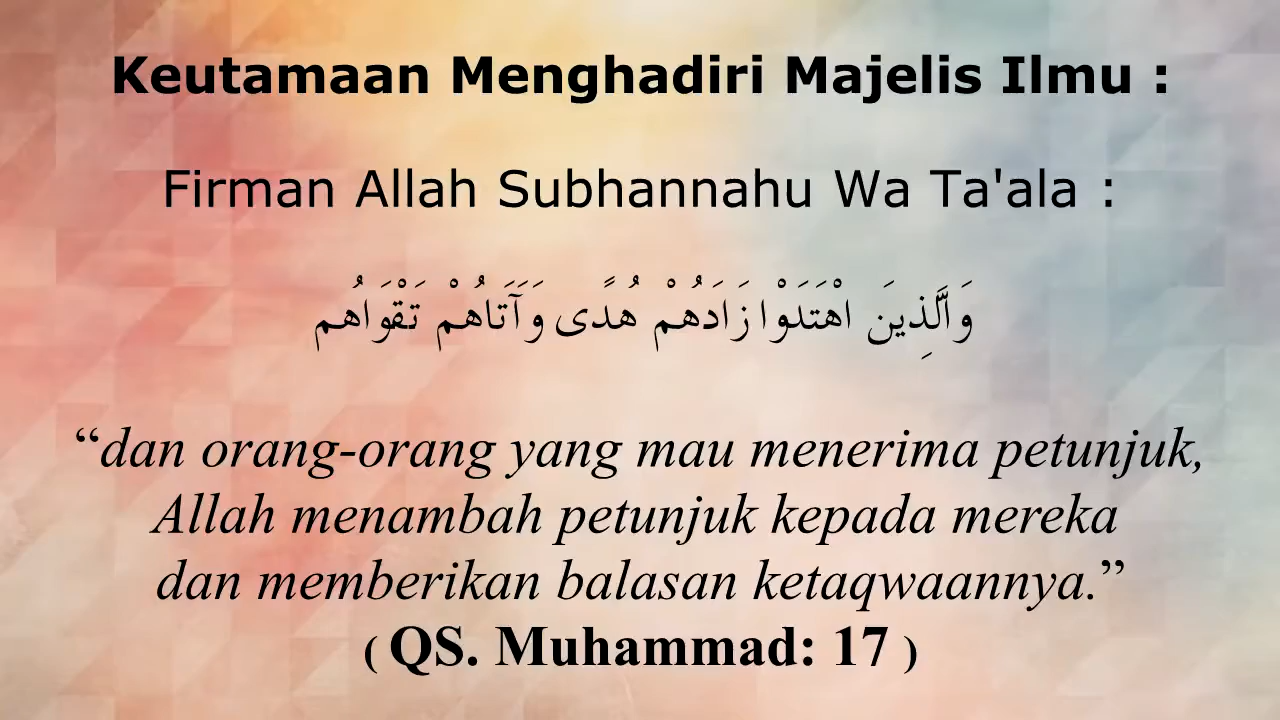 Keutamaan Menghadiri Majelis Ilmu :
Firman Allah Subhannahu Wa Ta'ala :
وَالَّذِينَ اهْتَدَوْا زَادَهُمْ هُدًى وَآَتَاهُمْ تَقْوَاهُم
“dan orang-orang yang mau menerima petunjuk,
Allah menambah petunjuk kepada mereka
dan memberikan balasan ketaqwaannya.”
( QS. Muhammad: 17 )